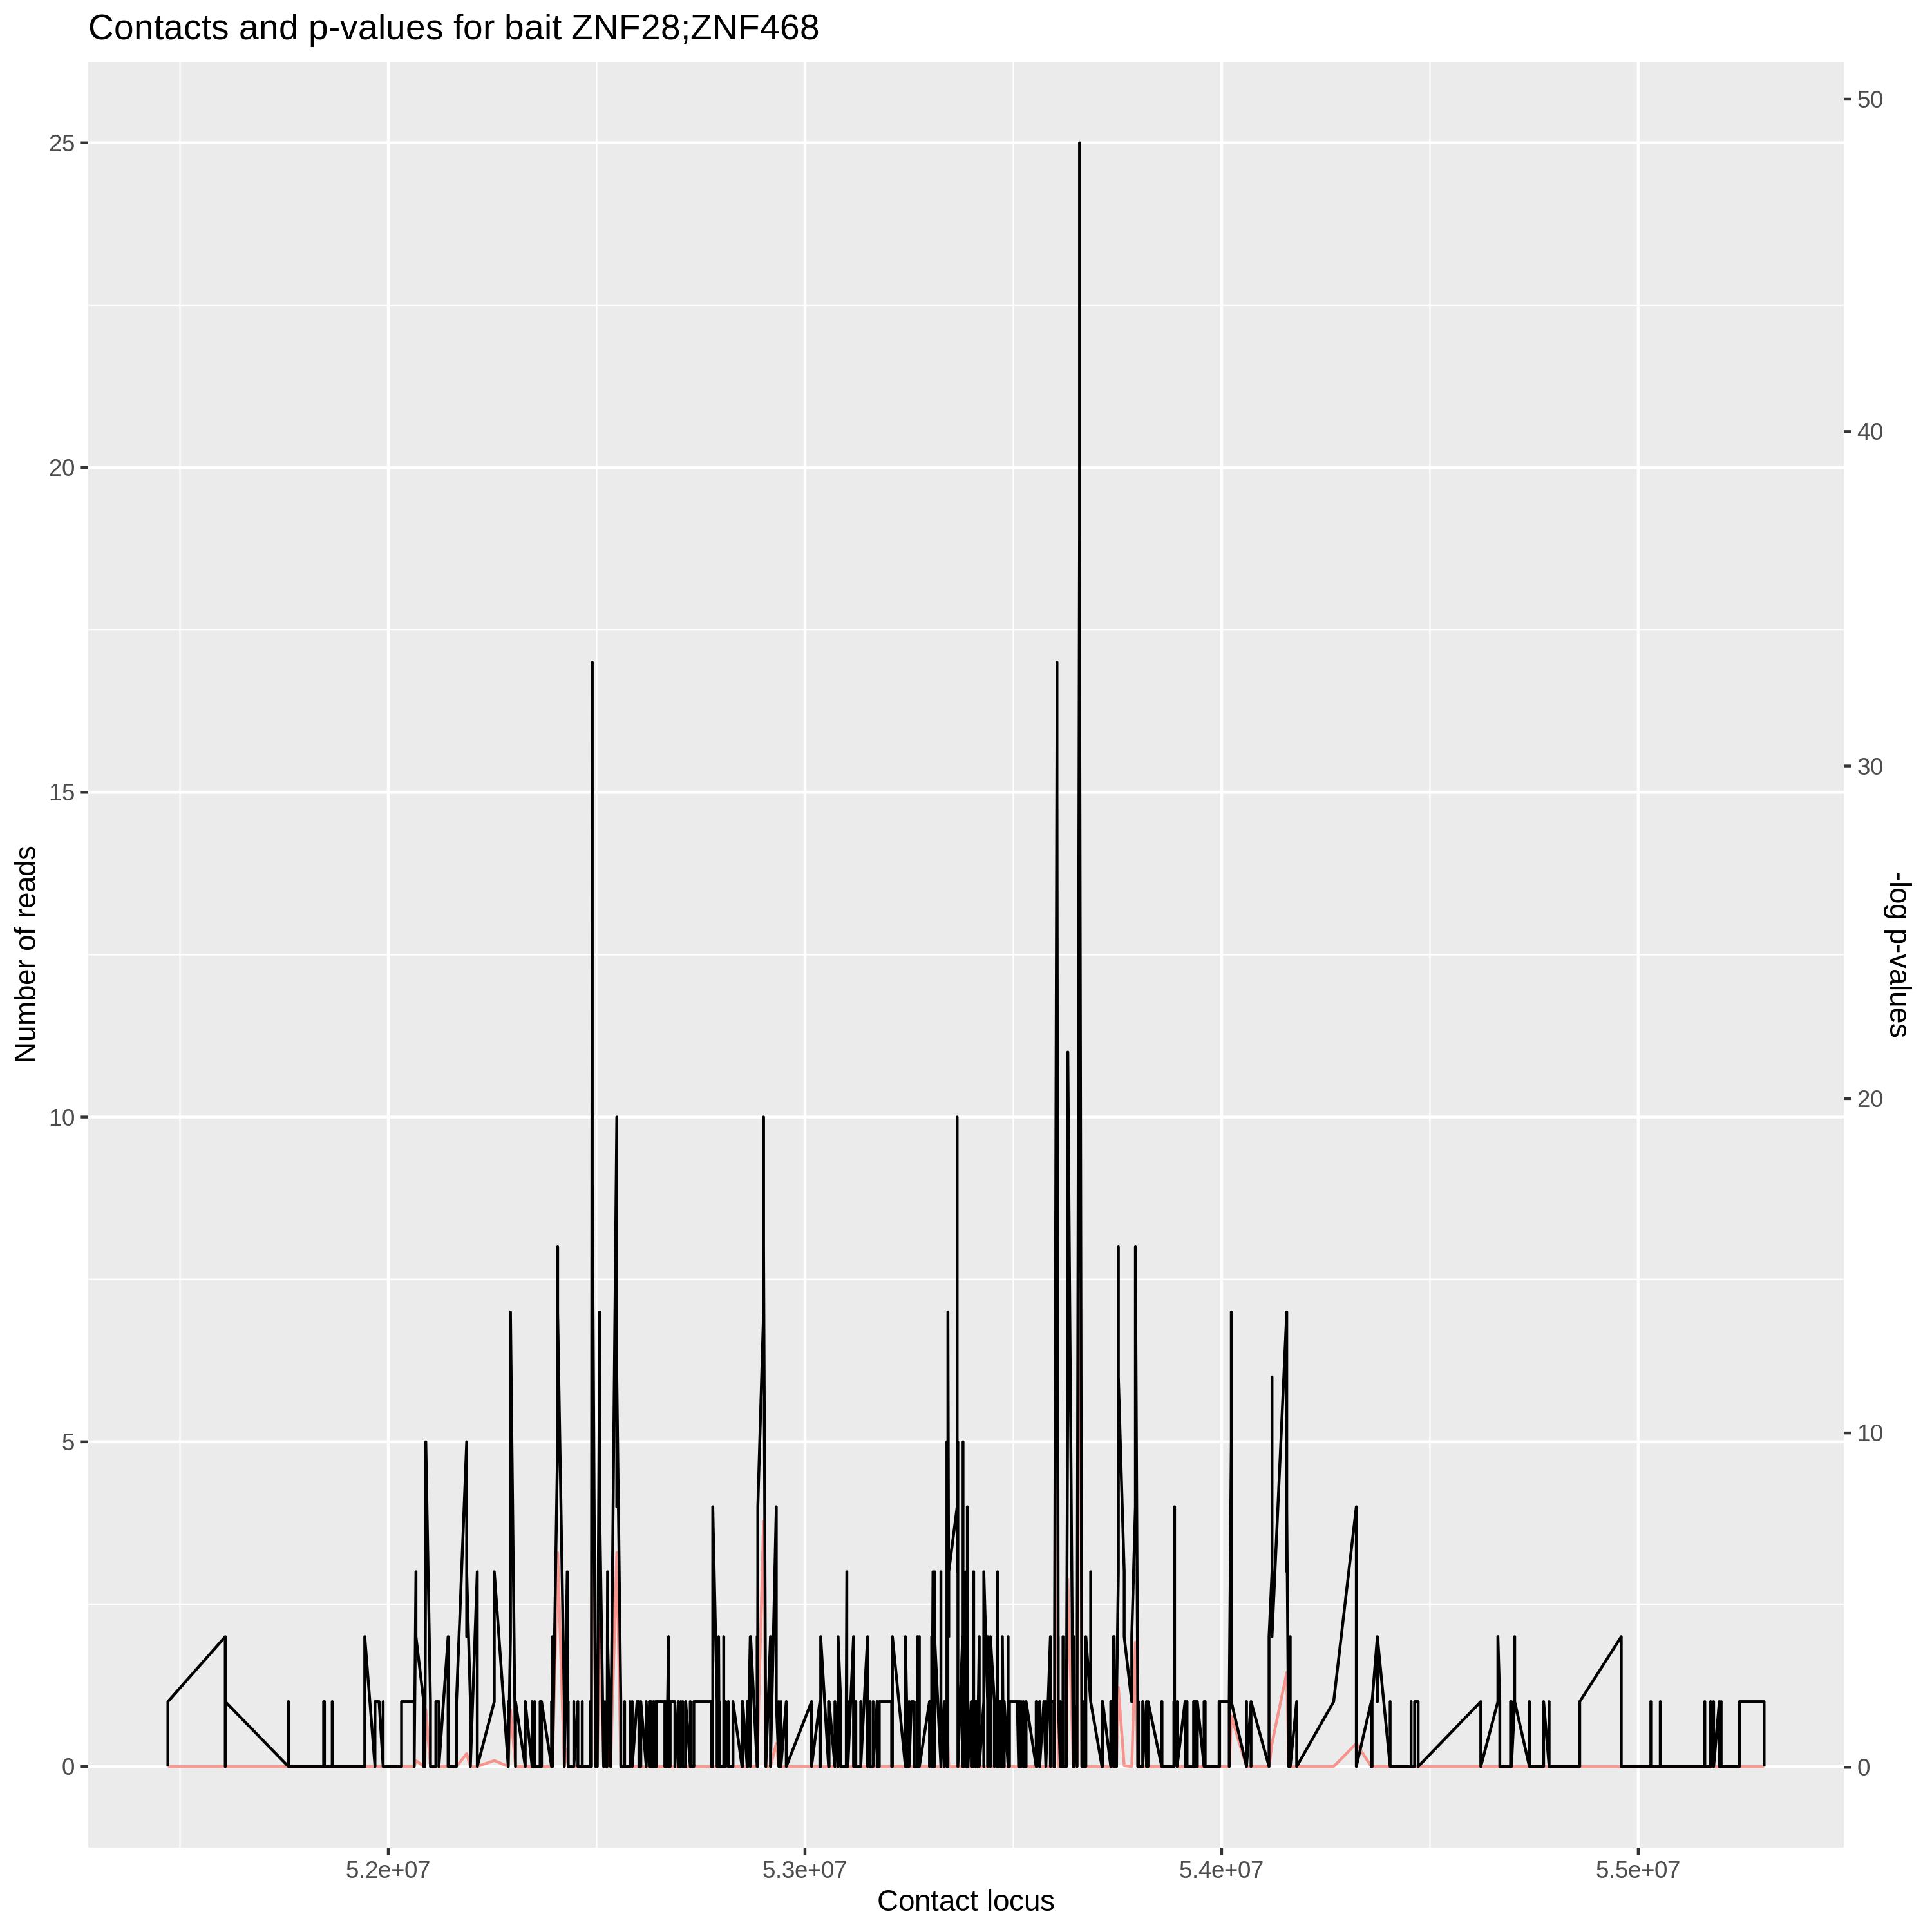 Contacts and p-values for bait ZNF28;ZNF468
25
20
15
10
5
0
Number of reads
50
40
30
20
10
0
-log p-values
5.2e+07 5.3e+07 5.4e+07 5.5e+07
Contact locus